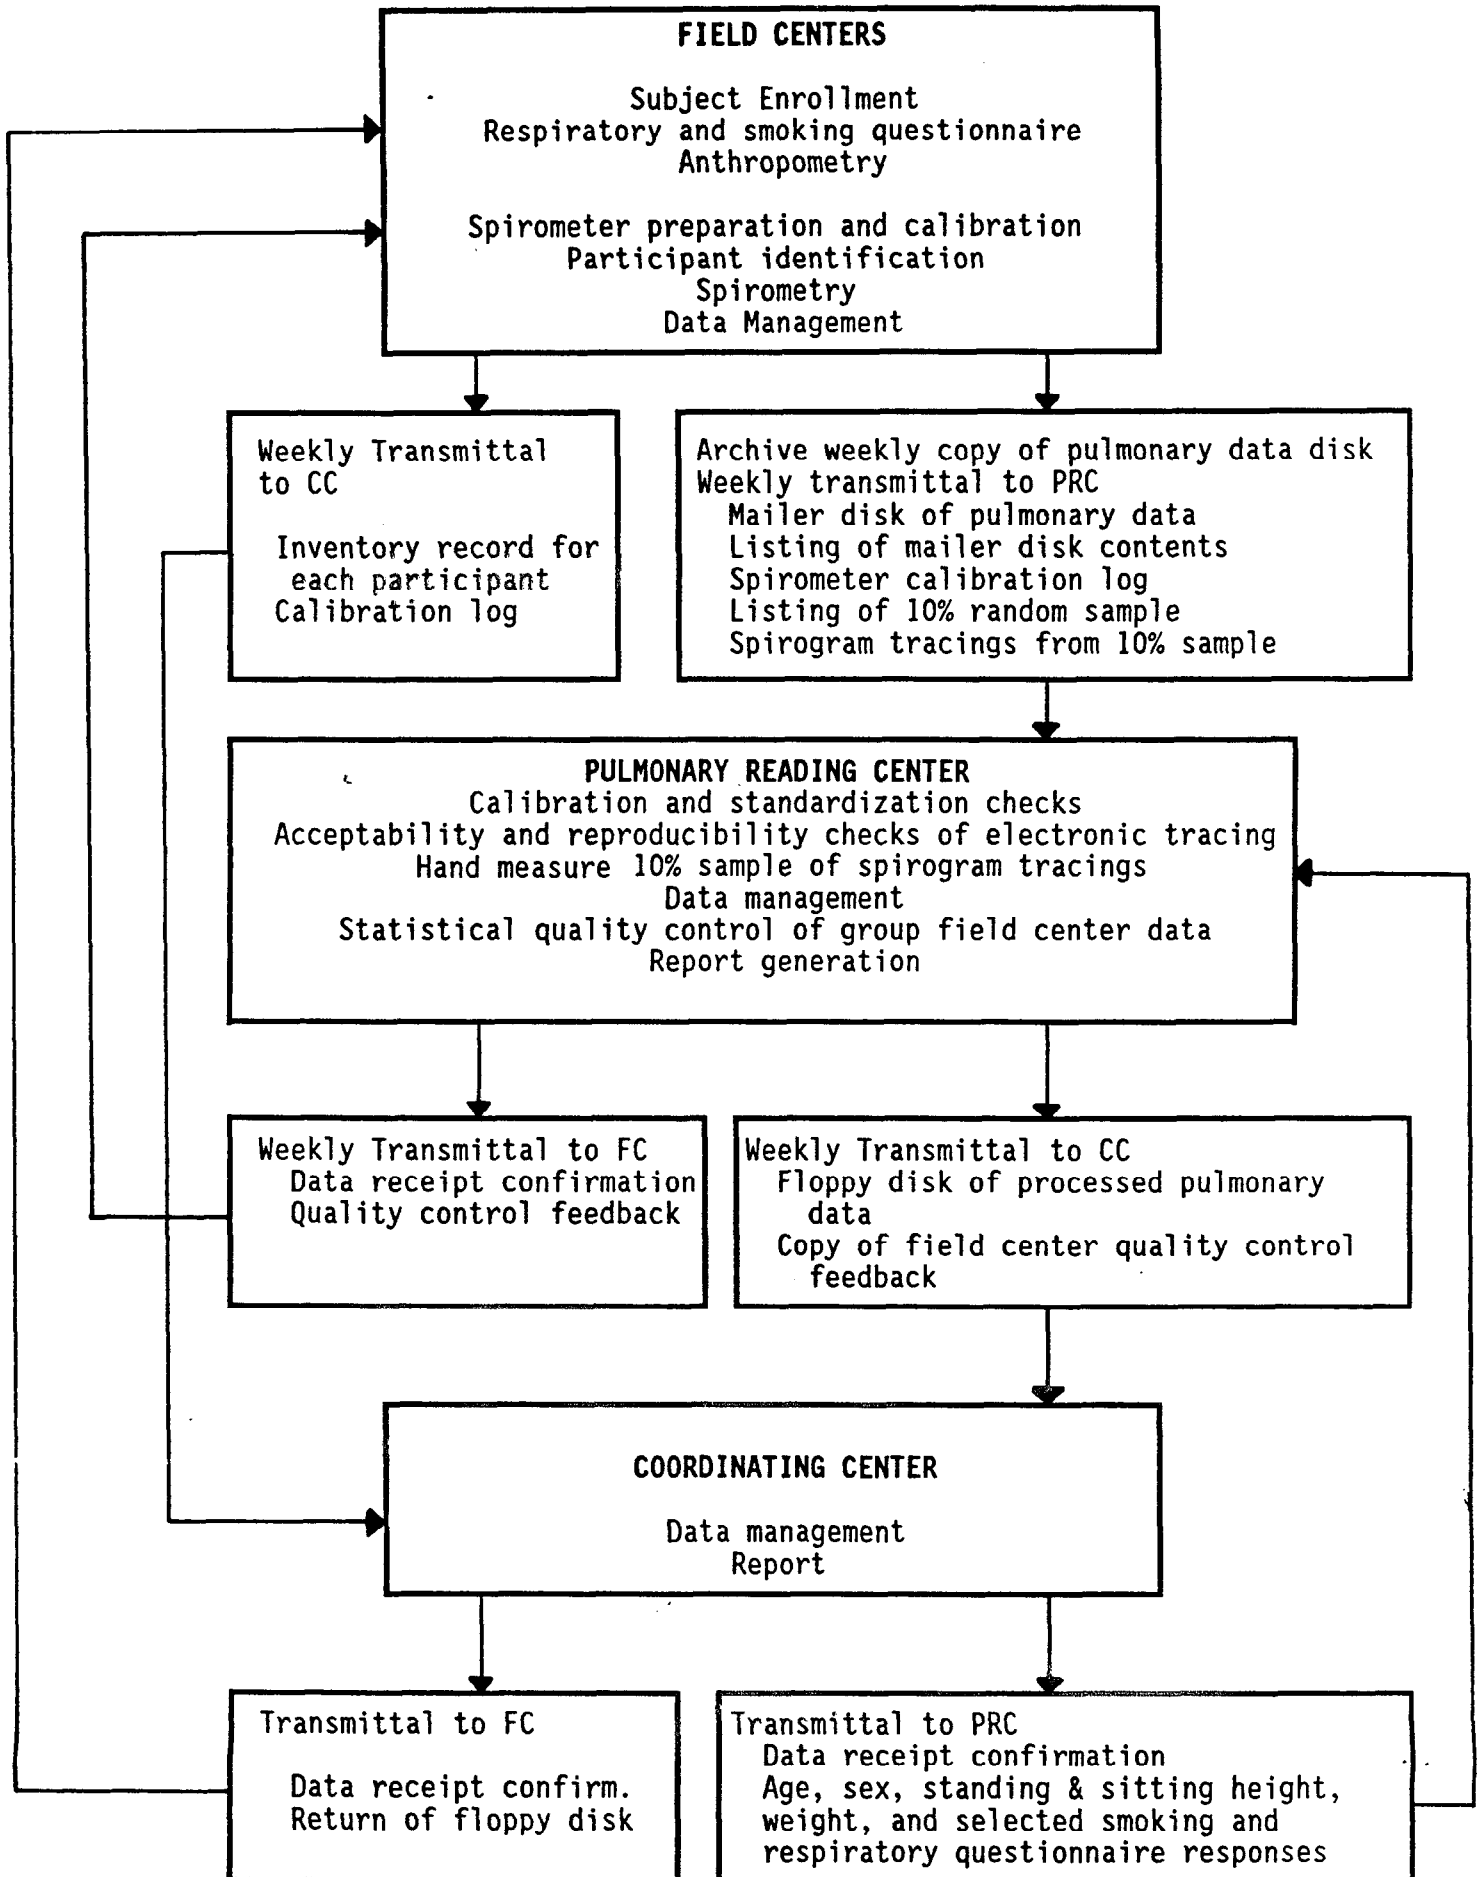 FIELD CENTERS
Subject Enrollment
Respiratory and smoking questionnaire
Anthropometry
Spirometer preparation and calibration
Participant identification
Spirometry
Data Management
Weekly Transmittal
to CC
Inventory record for
each participant
Calibration log
Archive weekly copy of pulmonary data disk
Weekly transmittal to PRC
Mailer disk of pulmonary data
Listing of mailer disk contents
Spirometer calibration log
Listing of 10% random sample
Spirogram tracings from 10% sample
PULMONARY READING CENTER
Calibration and standardization checks
Acceptability and reproducibility checks of electronic tracing
Hand measure 10% sample of spirogram tracings
Data management
Statistical quality control of group field center data
Report generation
Weekly Transmittal to FC
Data receipt confirmation
Quality control feedback
Weekly Transmittal to CC
Floppy disk of processed pulmonary
data
Copy of field center quality control
feedback
COORDINATING CENTER
Data management
Report
Transmittal to FC
Data receipt confirm.
Return of floppy disk
Transmittal to PRC
Data receipt confirmation
Age, sex, standing & sitting height,
weight, and selected smoking and
respiratory questionnaire responses